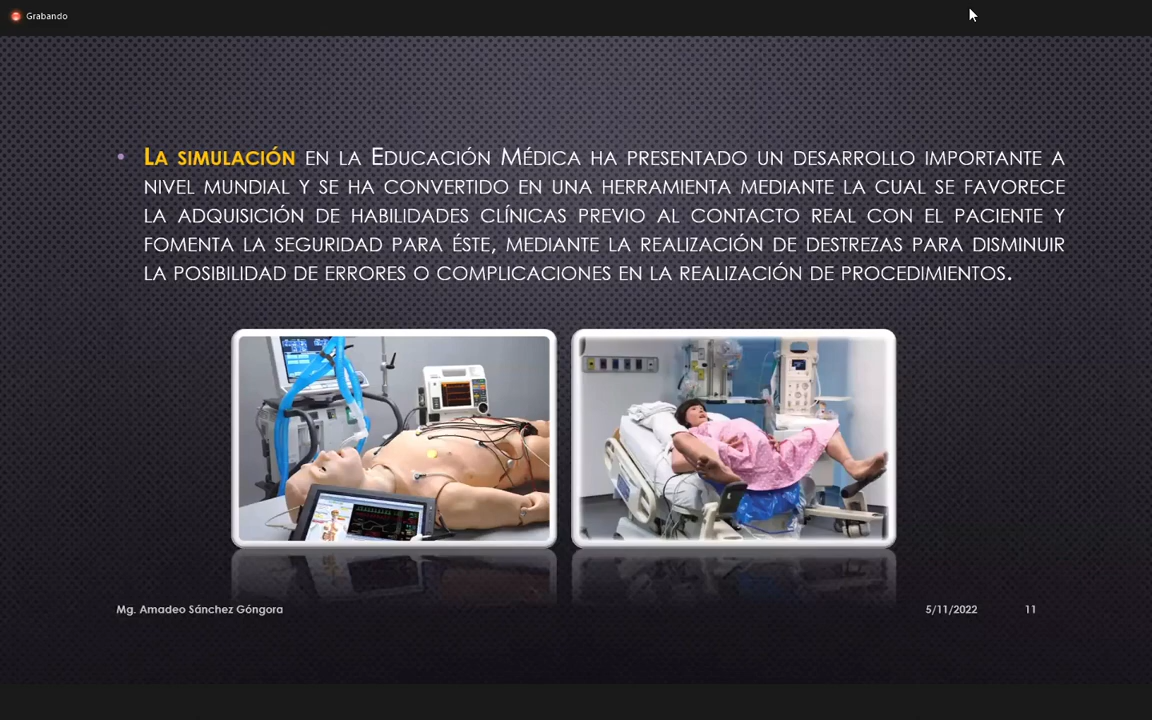 Grabando
• La simulación en la Educación Médica ha presentado un desarrollo importante a
nivel mundial y se ha convertido en una herramienta mediante la cual se favorece
la adquisición de habilidades clínicas previo al contacto real con el paciente y
fomenta la seguridad para éste, mediante la realización de destrezas para disminuir
la posibilidad de errores o complicaciones en la realización de procedimientos.
Mg. Amadeo Sánchez Góngora
5/11/2022
11